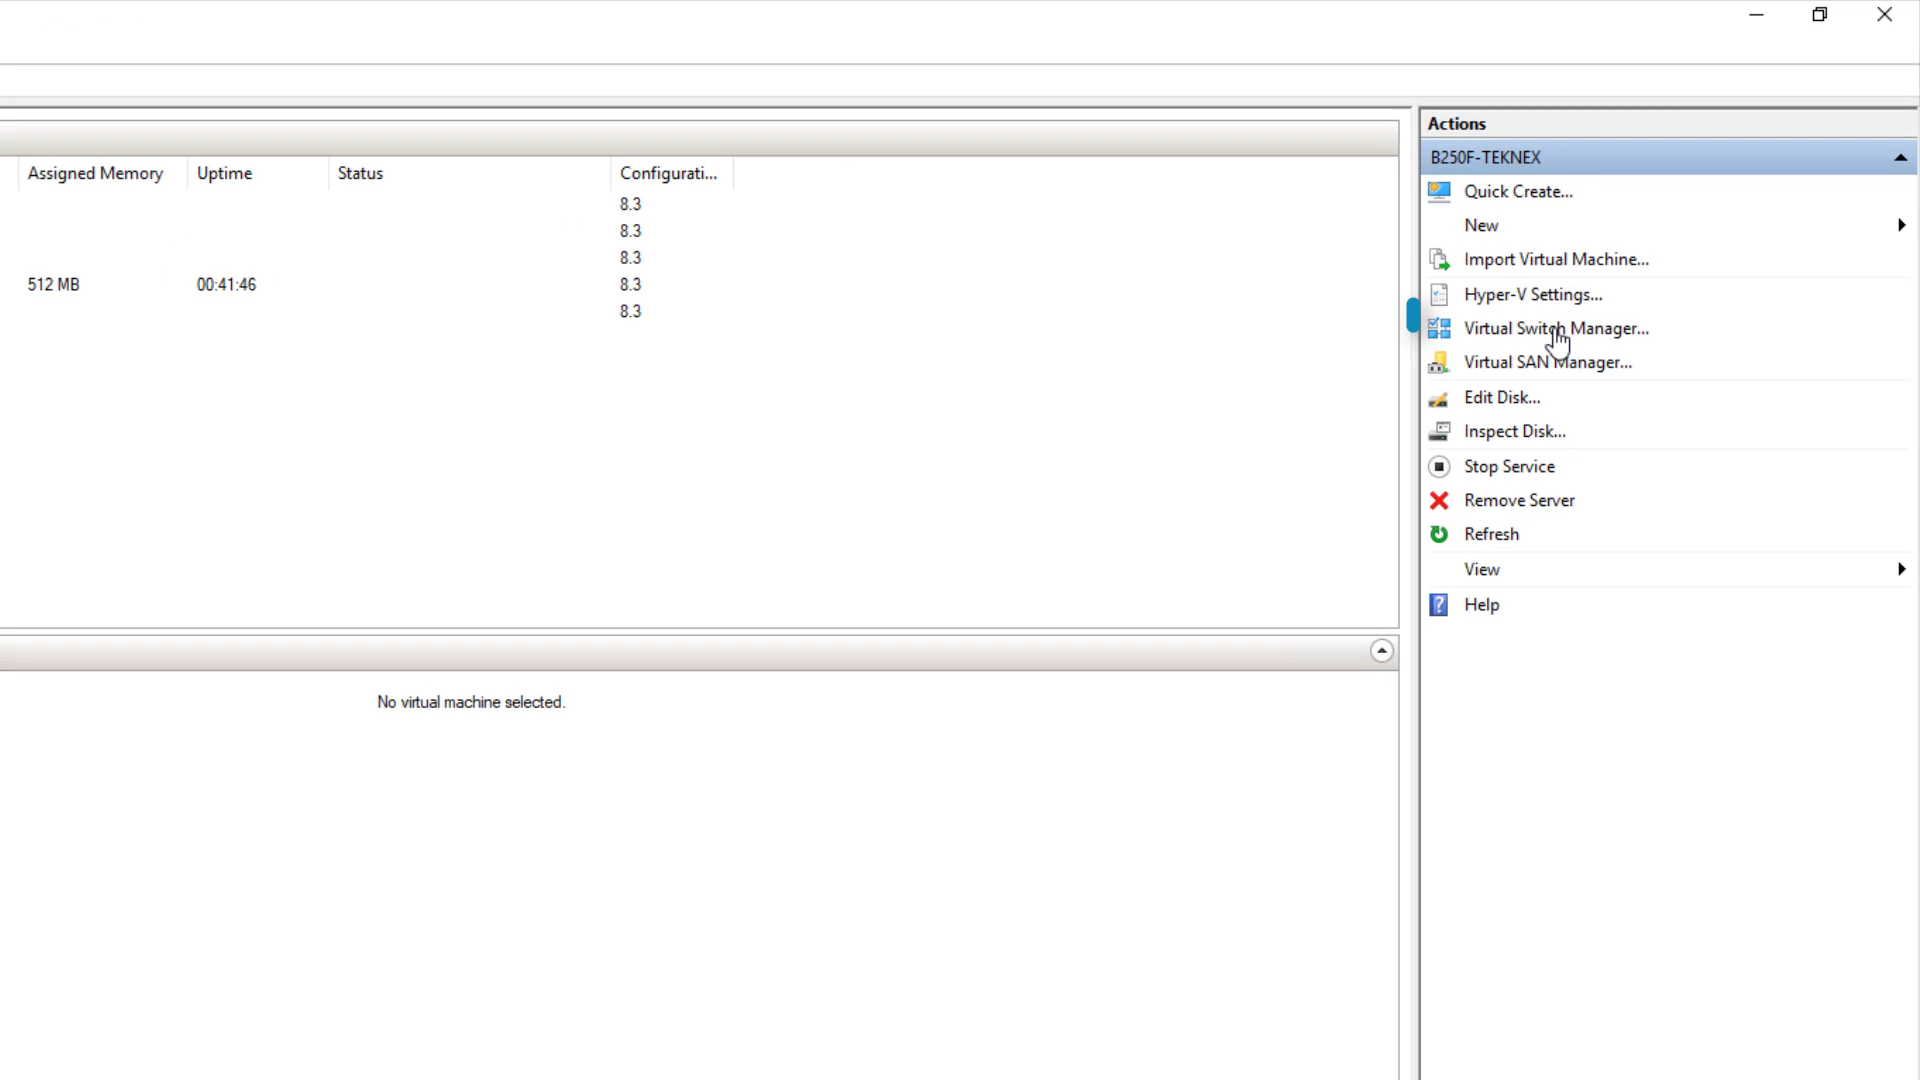 Actions
B250F-TEKNEX
Assigned Memory Uptime Status Configurati...
8.3
8.3
8.3
512 MB 00:41:46 8.3
8.3
Quick Create...
New
Import Virtual Machine...
Hyper-V Settings...
Virtual Switch Manager...
Virtual SAN Manager...
Edit Disk...
Inspect Disk...
Stop Service
Remove Server
Refresh
View
Help
No virtual machine selected.